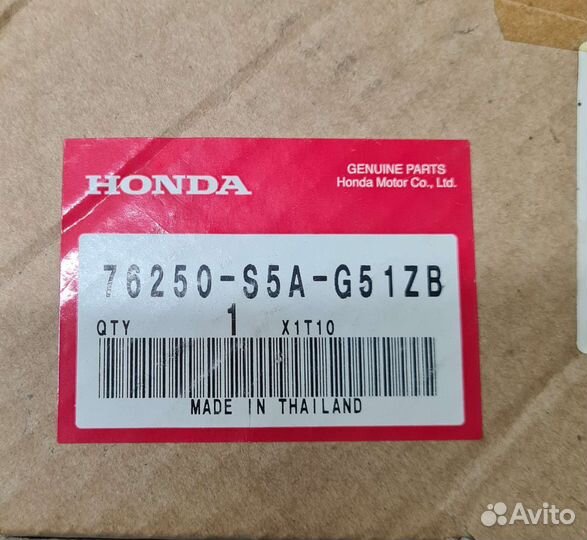 HONDA
GENUINE PARTS
Honda Motor Co., Ltd.
76250-S5A-G51ZB
QTY 1 X1T10
MADE IN THAILAND
Avito